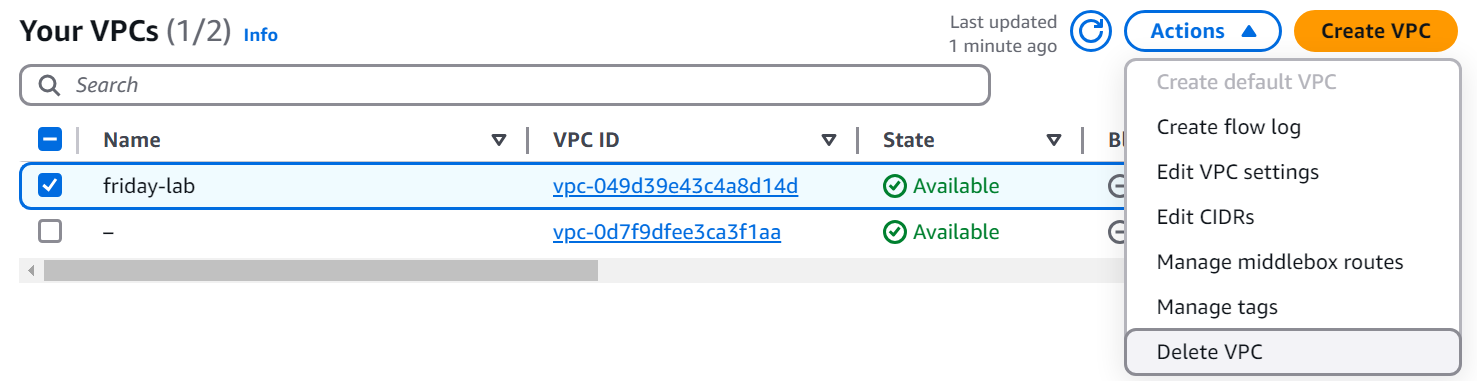 Your VPCs (1/2) Info
Last updated
1 minute ago
Actions
Create VPC
Search
Name VPC ID State
friday-lab vpc-049d39e43c4a8d14d Available
– vpc-0d7f9dfee3ca3f1aa Available
Create default VPC
Create flow log
Edit VPC settings
Edit CIDRs
Manage middlebox routes
Manage tags
Delete VPC